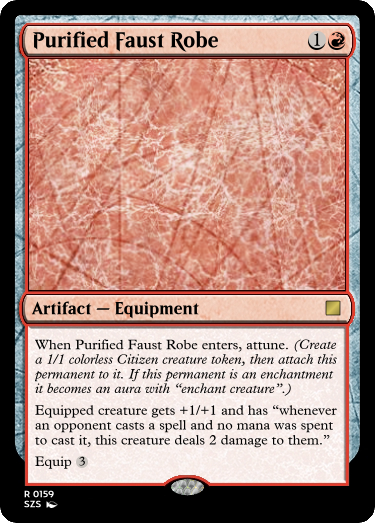 Purified Faust Robe 1
Artifact — Equipment
When Purified Faust Robe enters, attune. (Create
a 1/1 colorless Citizen creature token, then attach this
permanent to it. If this permanent is an enchantment
it becomes an aura with “enchant creature”.)
Equipped creature gets +1/+1 and has “whenever
an opponent casts a spell and no mana was spent
to cast it, this creature deals 2 damage to them.”
Equip 3
R 0159
SZS